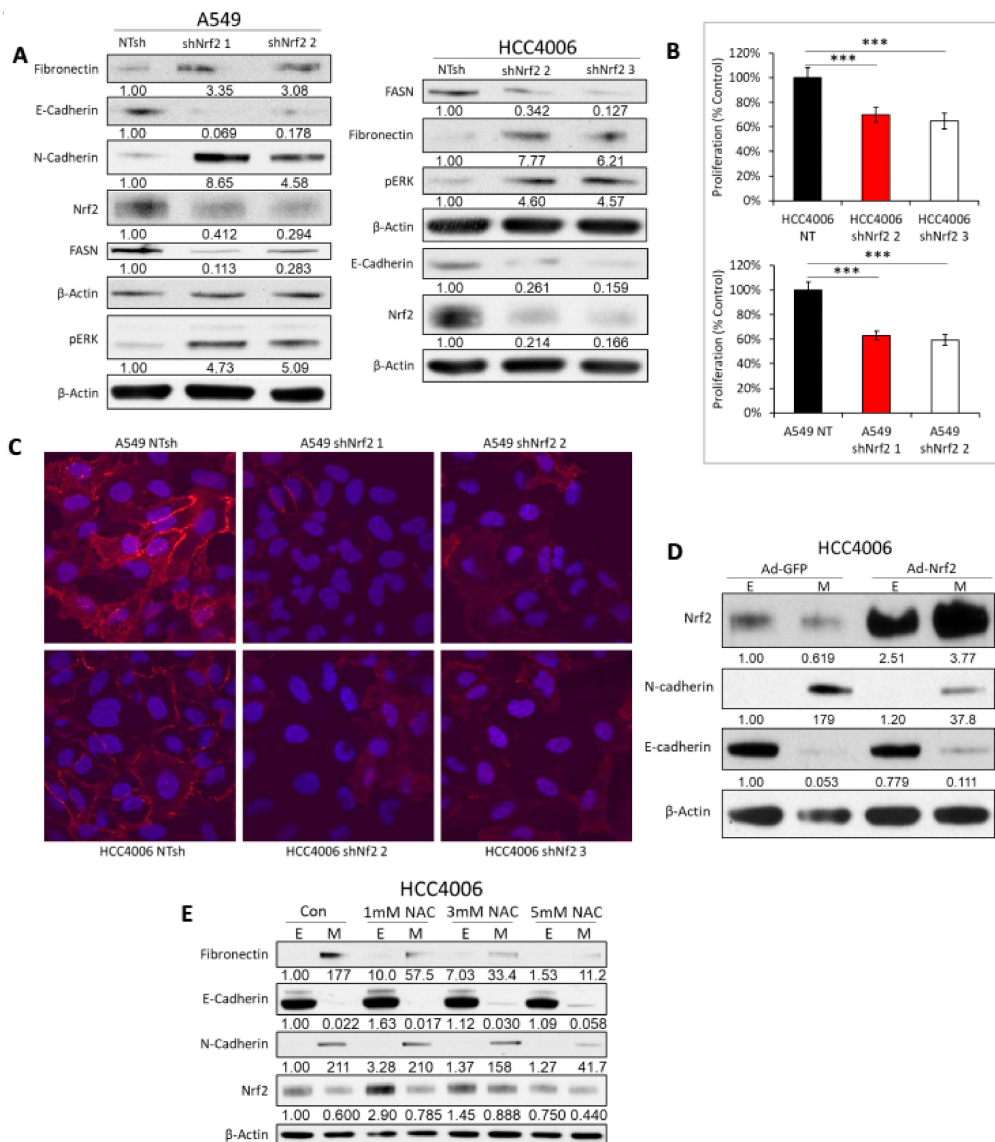 A
A549
NTsh shNrf2 1 shNrf2 2
Fibronectin
1.00 3.35 3.08
E-Cadherin
1.00 0.069 0.178
N-Cadherin
1.00 8.65 4.58
Nrf2
1.00 0.412 0.294
FASN
1.00 0.113 0.283
β-Actin
pERK
1.00 4.73 5.09
β-Actin
HCC4006
NTsh shNrf2 2 shNrf2 3
FASN
1.00 0.342 0.127
Fibronectin
1.00 7.77 6.21
pERK
1.00 4.60 4.57
β-Actin
E-Cadherin
1.00 0.261 0.159
Nrf2
1.00 0.214 0.166
β-Actin
B
Proliferation (% Control)
120%
100%
80%
60%
40%
20%
0%
***
***
HCC4006 HCC4006 HCC4006
NT shNrf2 2 shNrf2 3
Proliferation (% Control)
120%
100%
80%
60%
40%
20%
0%
***
***
A549 NT A549 A549
shNrf2 1 shNrf2 2
C
A549 NTsh A549 shNrf2 1 A549 shNrf2 2
HCC4006 NTsh HCC4006 shNf2 2 HCC4006 shNf2 3
D
HCC4006
Ad-GFP Ad-Nrf2
E M E M
Nrf2
1.00 0.619 2.51 3.77
N-cadherin
1.00 179 1.20 37.8
E-cadherin
1.00 0.053 0.779 0.111
β-Actin
E
HCC4006
Con 1mM NAC 3mM NAC 5mM NAC
E M E M E M E M
Fibronectin
1.00 177 10.0 57.5 7.03 33.4 1.53 11.2
E-Cadherin
1.00 0.022 1.63 0.017 1.12 0.030 1.09 0.058
N-Cadherin
1.00 211 3.28 210 1.37 158 1.27 41.7
Nrf2
1.00 0.600 2.90 0.785 1.45 0.888 0.750 0.440
β-Actin